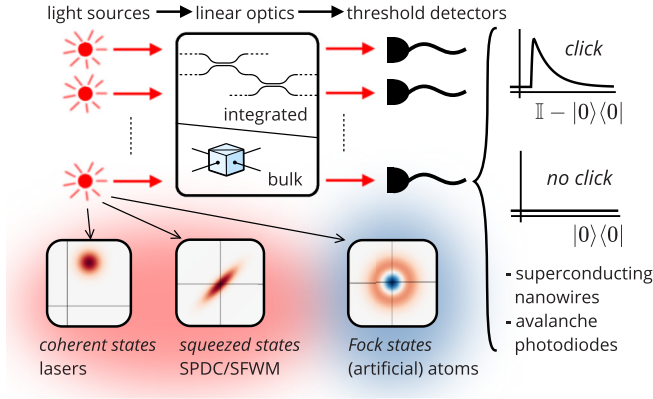 light sources → linear optics → threshold detectors
click
integrated
𝕀 − |0⟩⟨0|
bulk
no click
|0⟩⟨0|
coherent states
lasers
squeezed states
SPDC/SFWM
Fock states
(artificial) atoms
- superconducting
nanowires
- avalanche
photodiodes